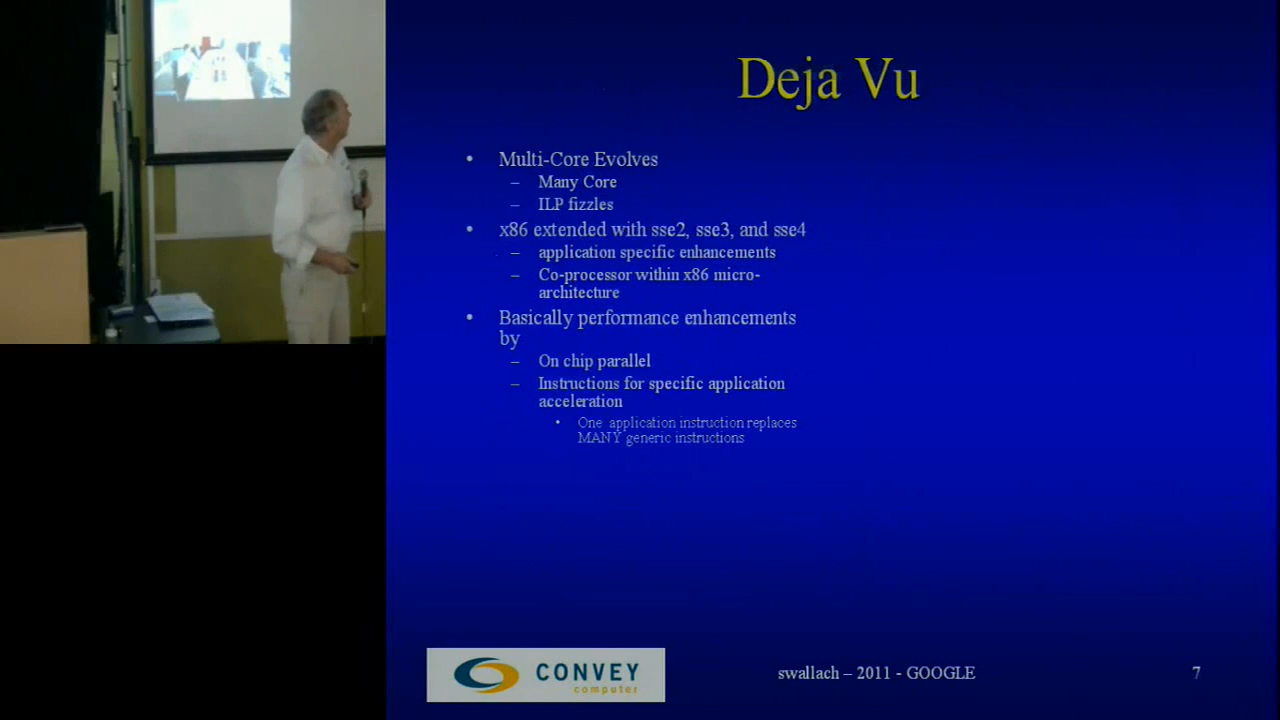 Deja Vu
• Multi-Core Evolves
– Many Core
– ILP fizzles
• x86 extended with sse2, sse3, and sse4
– application specific enhancements
– Co-processor within x86 micro-
architecture
• Basically performance enhancements
by
– On chip parallel
– Instructions for specific application
acceleration
• One application instruction replaces
MANY generic instructions
CONVEY
computer
swallach – 2011 - GOOGLE
7